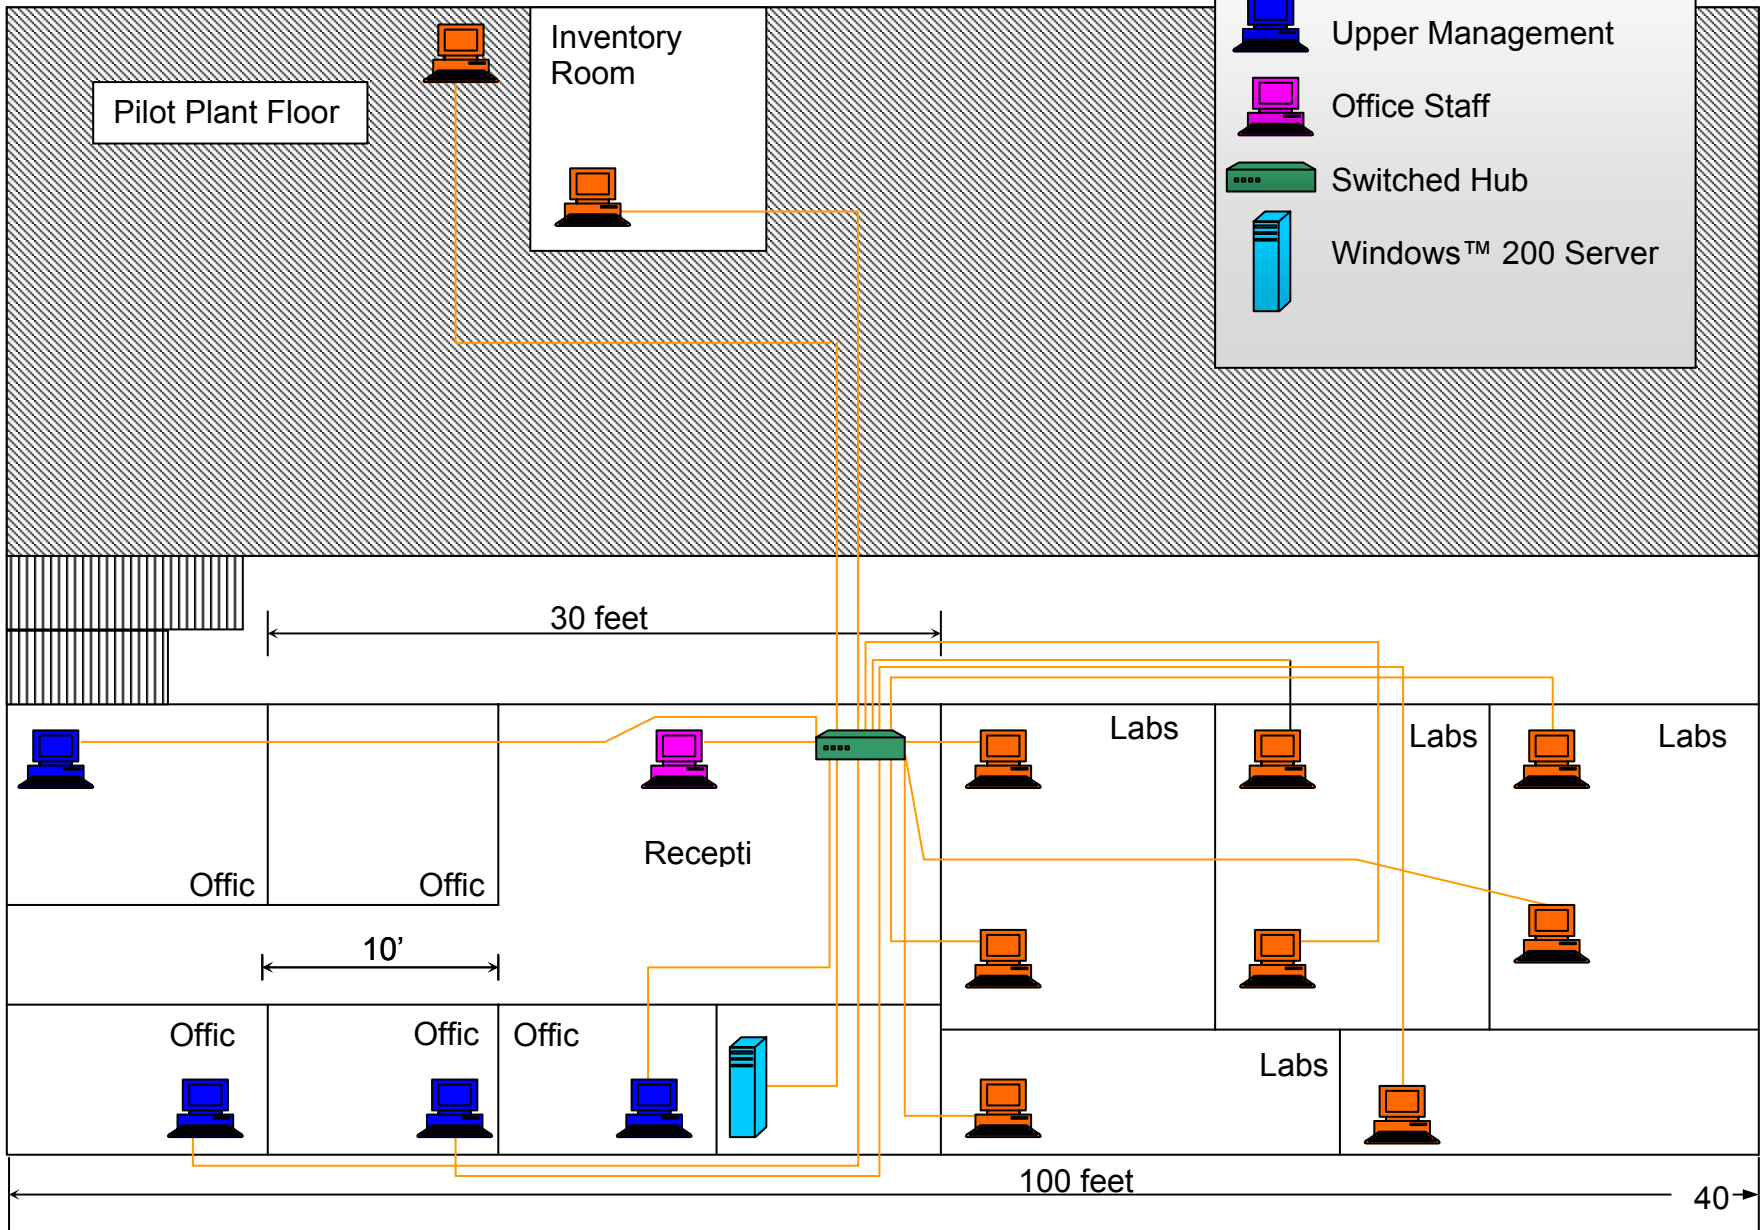 Inventory
Room
Pilot Plant Floor
Upper Management
Office Staff
Switched Hub
Windows™ 200 Server
30 feet
Labs
Labs
Labs
Recepti
Offic
Offic
10’
Offic
Offic
Offic
Labs
100 feet
40